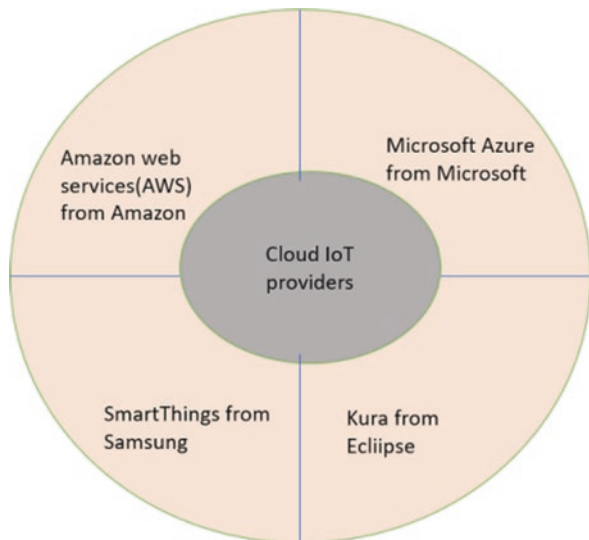 Amazon web
services(AWS)
from Amazon
Microsoft Azure
from Microsoft
Cloud IoT
providers
SmartThings from
Samsung
Kura from
Ecliipse